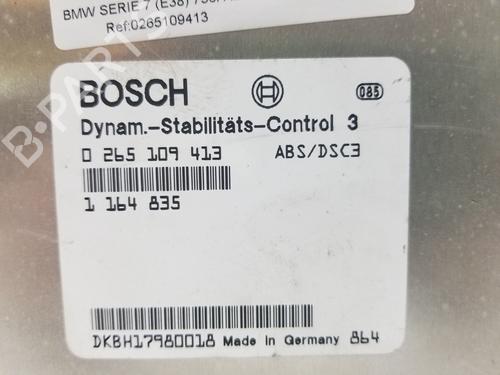 BMW SERIE 7 (E38)
Ref:0265109413
BOSCH
085
Dynam.-Stabilitäts-Control 3
0 265 109 413 ABS/DSC3
1 164 835
DKBH17980018 Made in Germany 864
B-PARTS